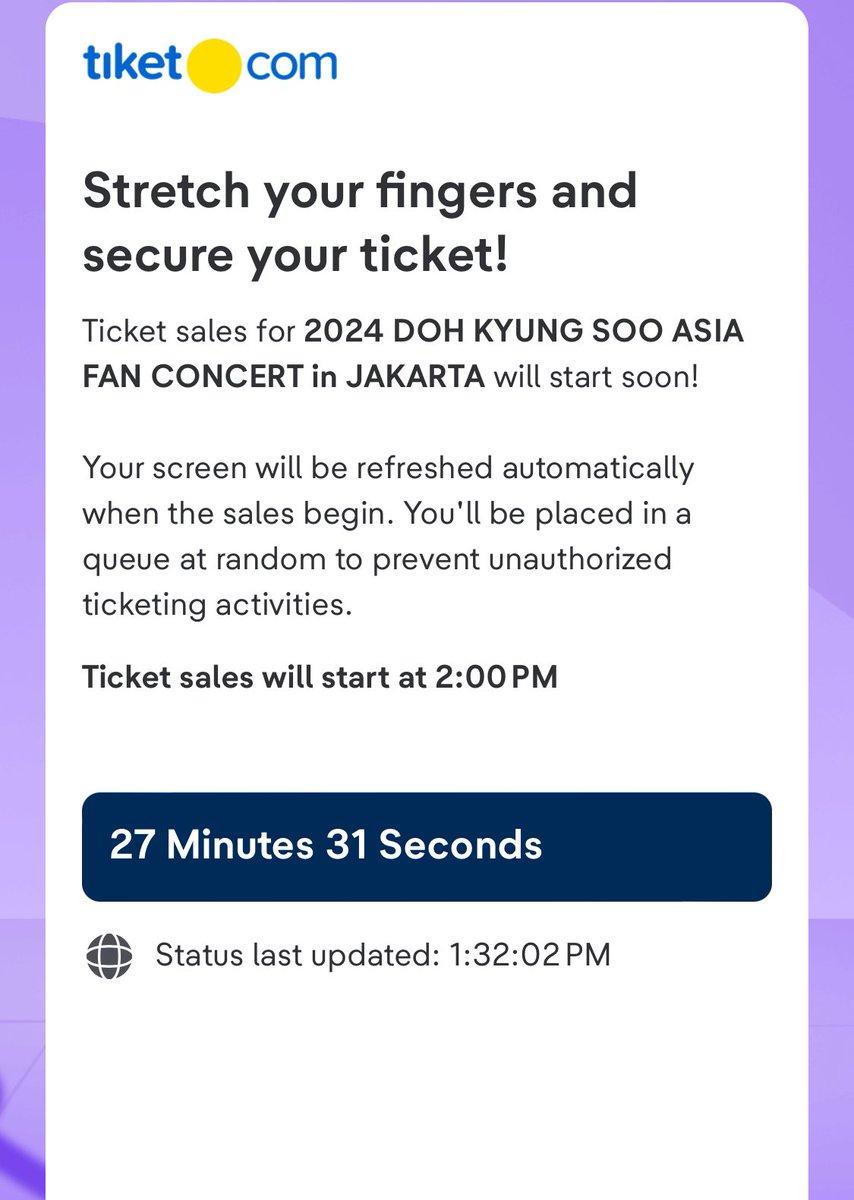 tiket com
Stretch your fingers and
secure your ticket!
Ticket sales for 2024 DOH KYUNG SOO ASIA
FAN CONCERT in JAKARTA will start soon!
Your screen will be refreshed automatically
when the sales begin. You'll be placed in a
queue at random to prevent unauthorized
ticketing activities.
Ticket sales will start at 2:00 PM
27 Minutes 31 Seconds
Status last updated: 1:32:02 PM